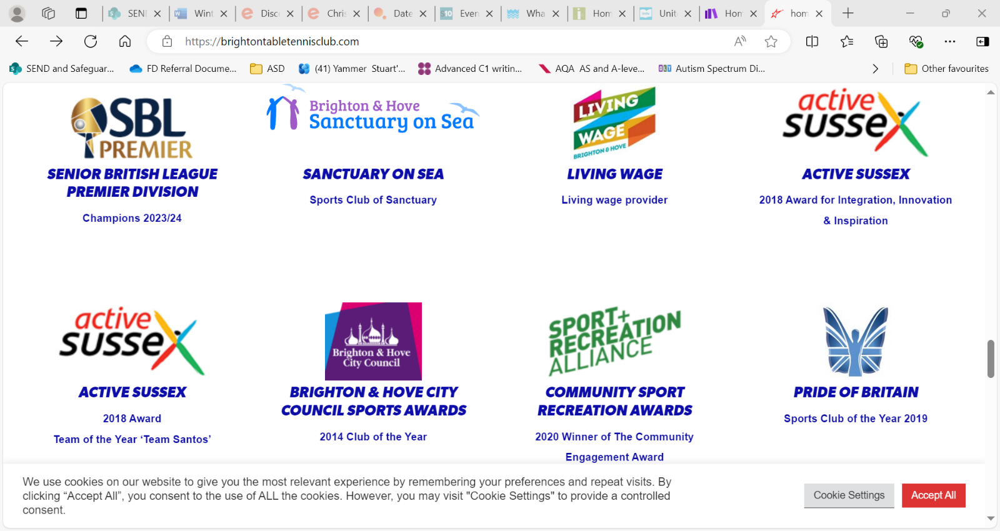 SENI
Wint
Disc
Chris
Date
S10 Even
Wha
Hom
Unit
Hom
hom
https://brightontabletennisclub.com
SEND and Safeguar...
FD Referral Docume...
ASD
(41) Yammer Stuart'...
Advanced C1 writin...
AQA AS and A-leve...
Autism Spectrum Di...
Other favourites
SBL
PREMIER
SENIOR BRITISH LEAGUE
PREMIER DIVISION
Champions 2023/24
Brighton & Hove
Sanctuary on Sea
SANCTUARY ON SEA
Sports Club of Sanctuary
LIVING
WAGE
BRIGHTON & HOVE
LIVING WAGE
Living wage provider
active
sussex
ACTIVE SUSSEX
2018 Award for Integration, Innovation
& Inspiration
active
sussex
ACTIVE SUSSEX
2018 Award
Team of the Year ‘Team Santos’
Brighton & Hove
City Council
BRIGHTON & HOVE CITY
COUNCIL SPORTS AWARDS
2014 Club of the Year
SPORT+
RECREATION
ALLIANCE
COMMUNITY SPORT
RECREATION AWARDS
2020 Winner of The Community
Engagement Award
PRIDE OF BRITAIN
Sports Club of the Year 2019
We use cookies on our website to give you the most relevant experience by remembering your preferences and repeat visits. By
clicking “Accept All”, you consent to the use of ALL the cookies. However, you may visit "Cookie Settings" to provide a controlled
consent.
Cookie Settings
Accept All